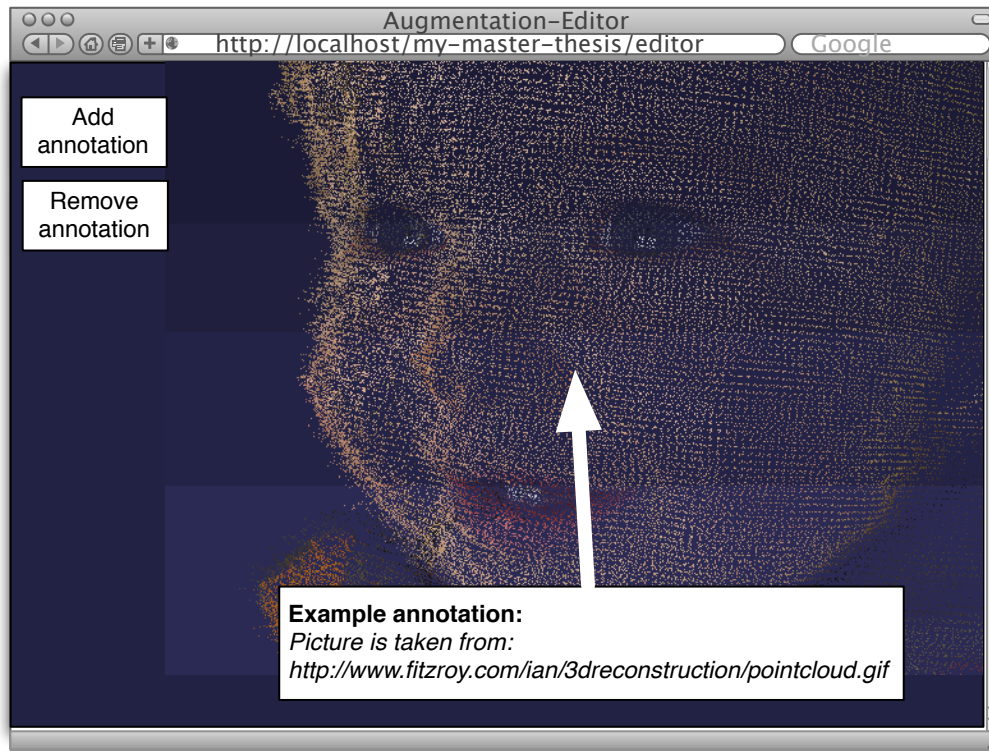 Augmentation-Editor
http://localhost/my-master-thesis/editor
Google
Add
annotation
Remove
annotation
Example annotation:
Picture is taken from:
http://www.fitzroy.com/ian/3dreconstruction/pointcloud.gif